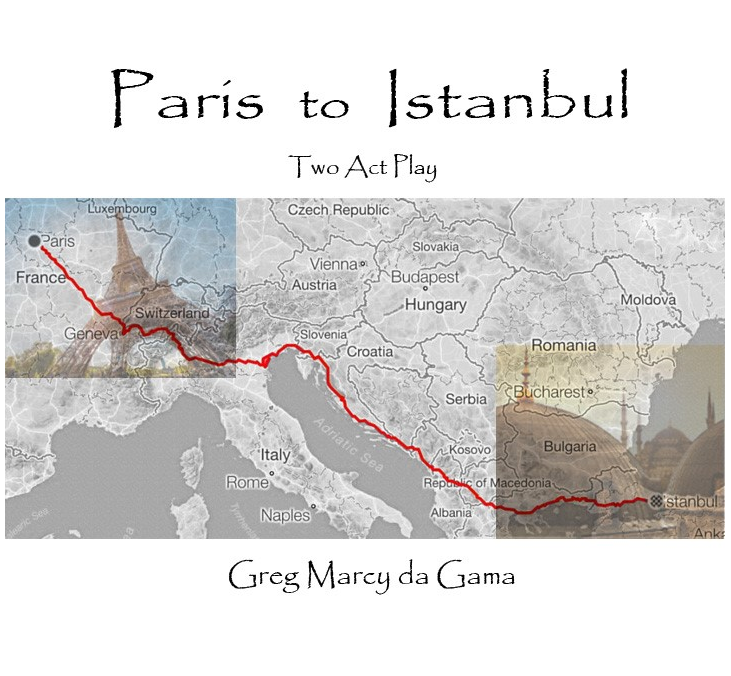 Paris to Istanbul
Two Act Play
Luxembourg
Czech Republic
Paris
Slovakia
Vienna
France
Austria
Budapest
Hungary
Moldova
Switzerland
Geneva
Slovenia
Croatia
Romania
Bucharest
Serbia
Adriatic Sea
Bulgaria
Italy
Kosovo
Rome
Republic of Macedonia
Istanbul
Albania
Naples
Greg Marcy da Gama